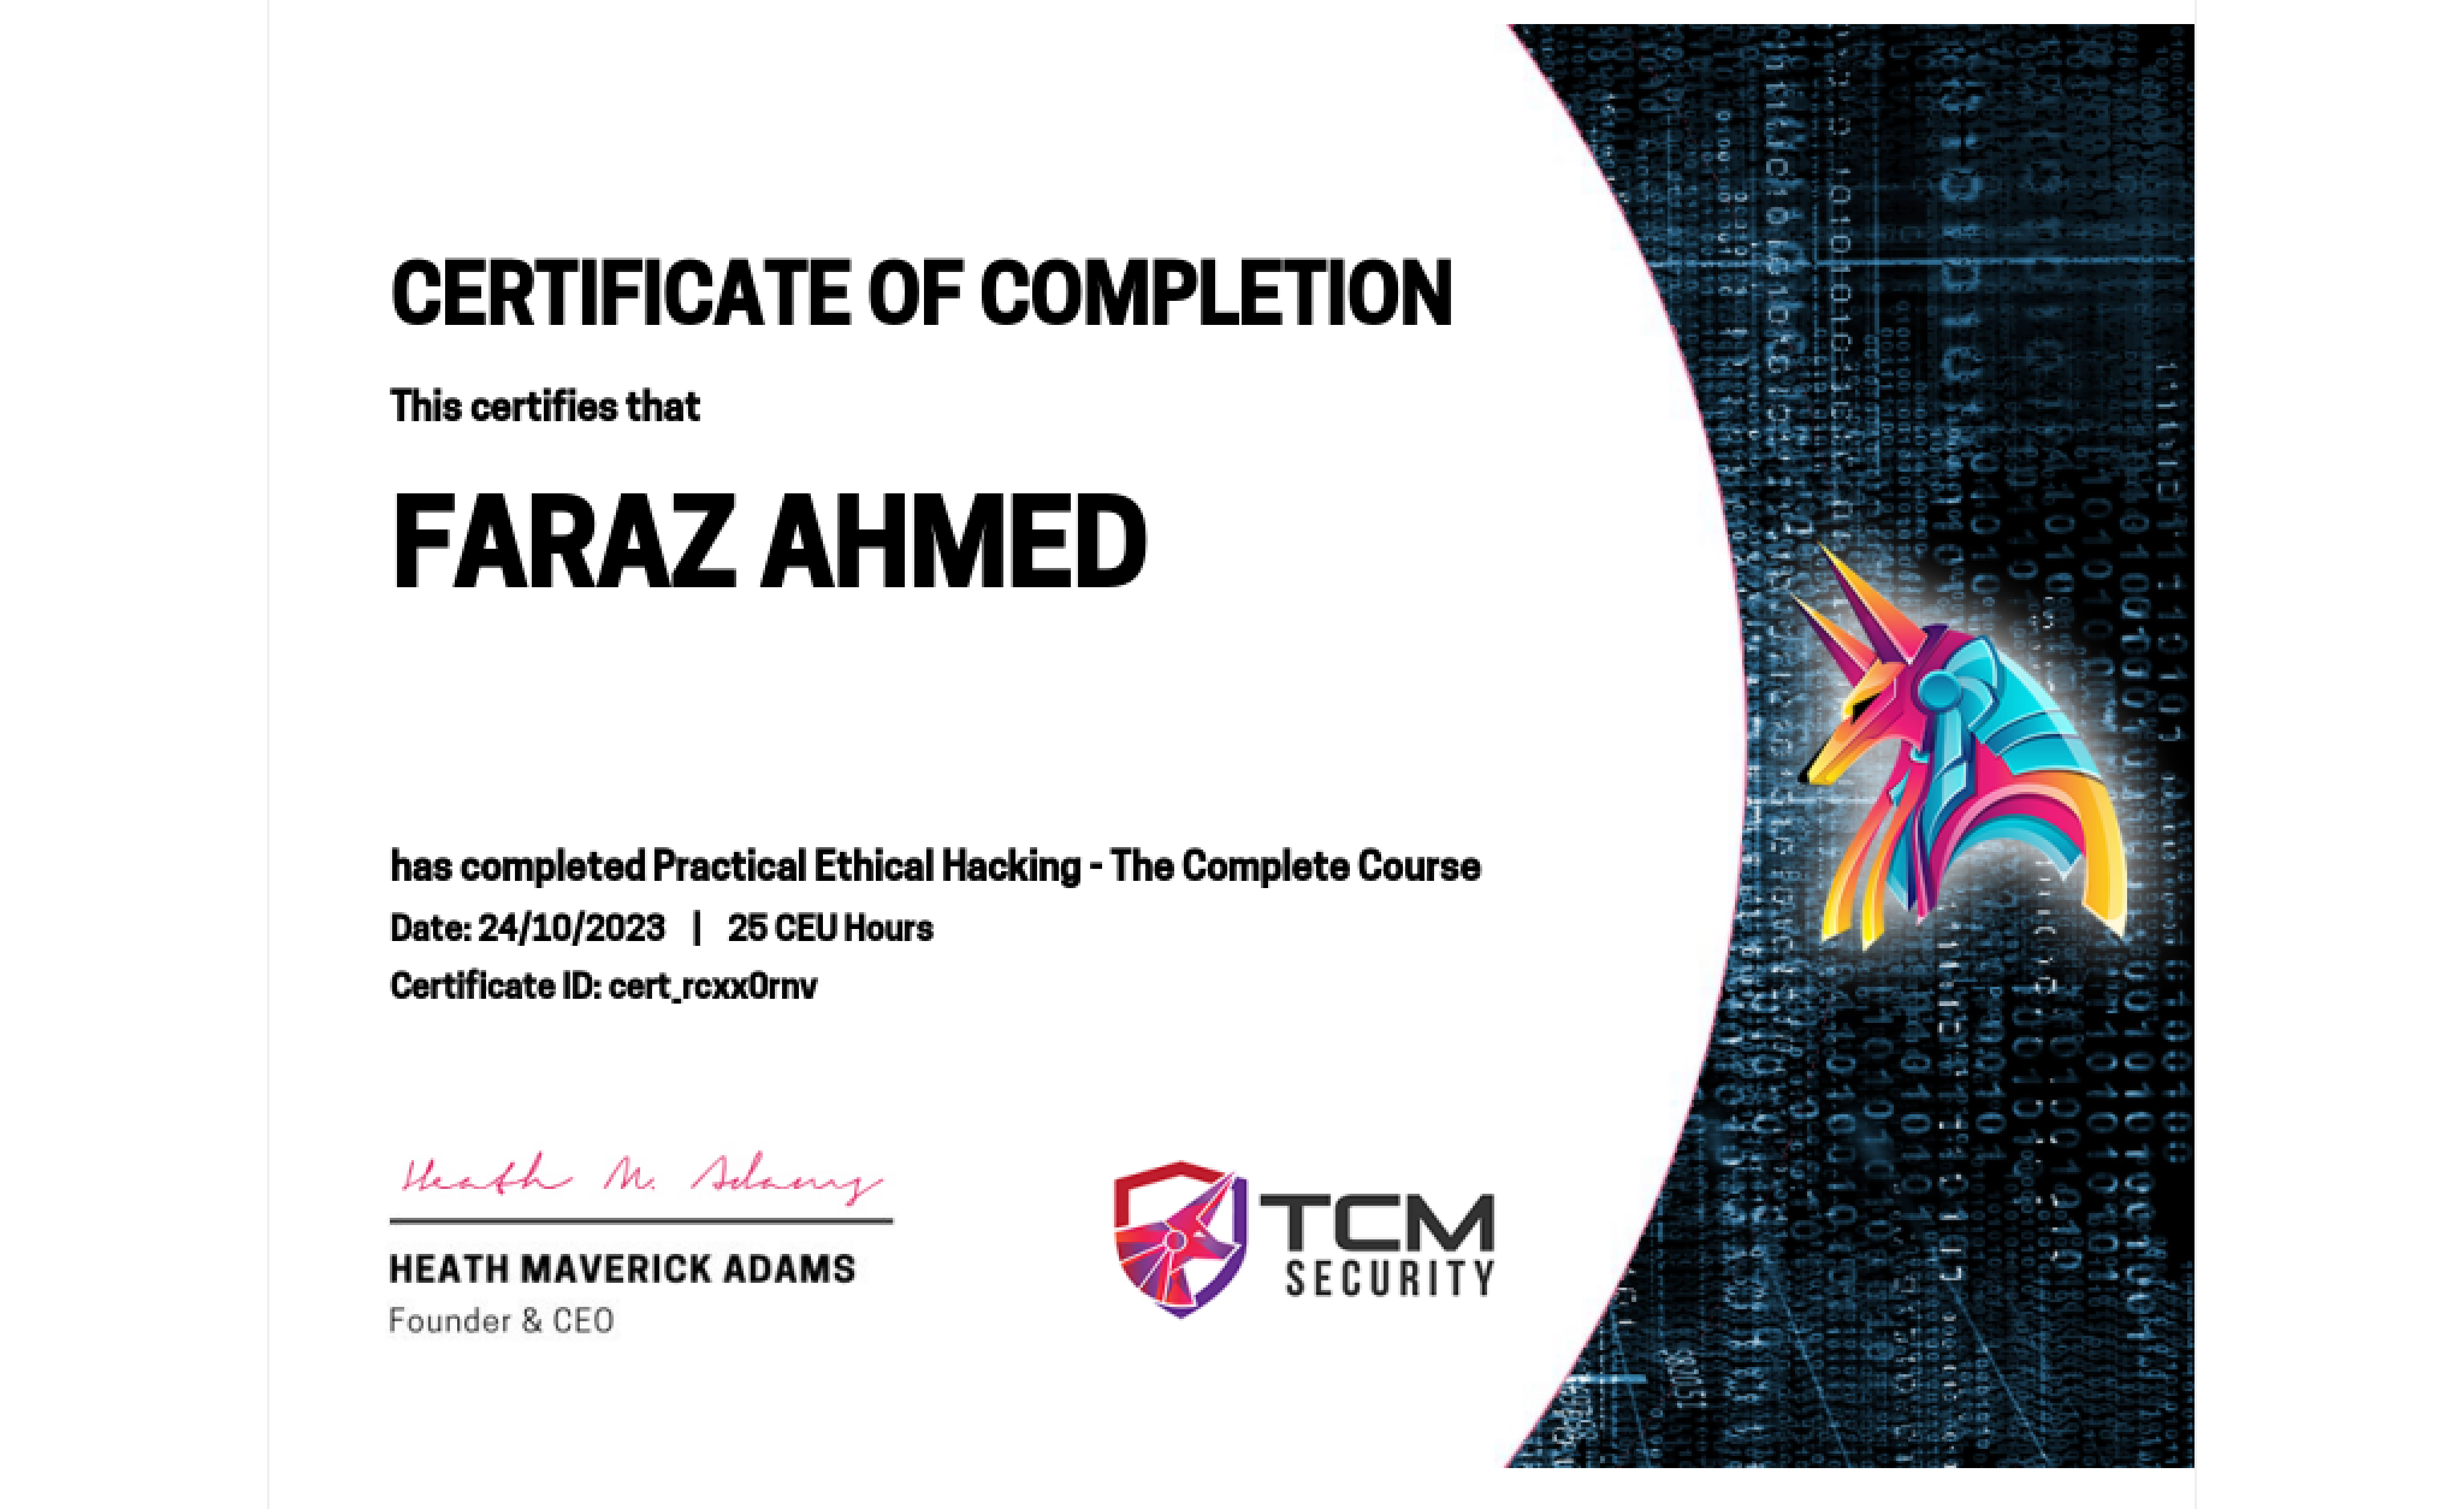 CERTIFICATE OF COMPLETION
This certifies that
FARAZ AHMED
has completed Practical Ethical Hacking - The Complete Course
Date: 24/10/2023 | 25 CEU Hours
Certificate ID: cert_rcxx0rnv
Heath M. Adams
HEATH MAVERICK ADAMS
Founder & CEO
TCM
SECURITY